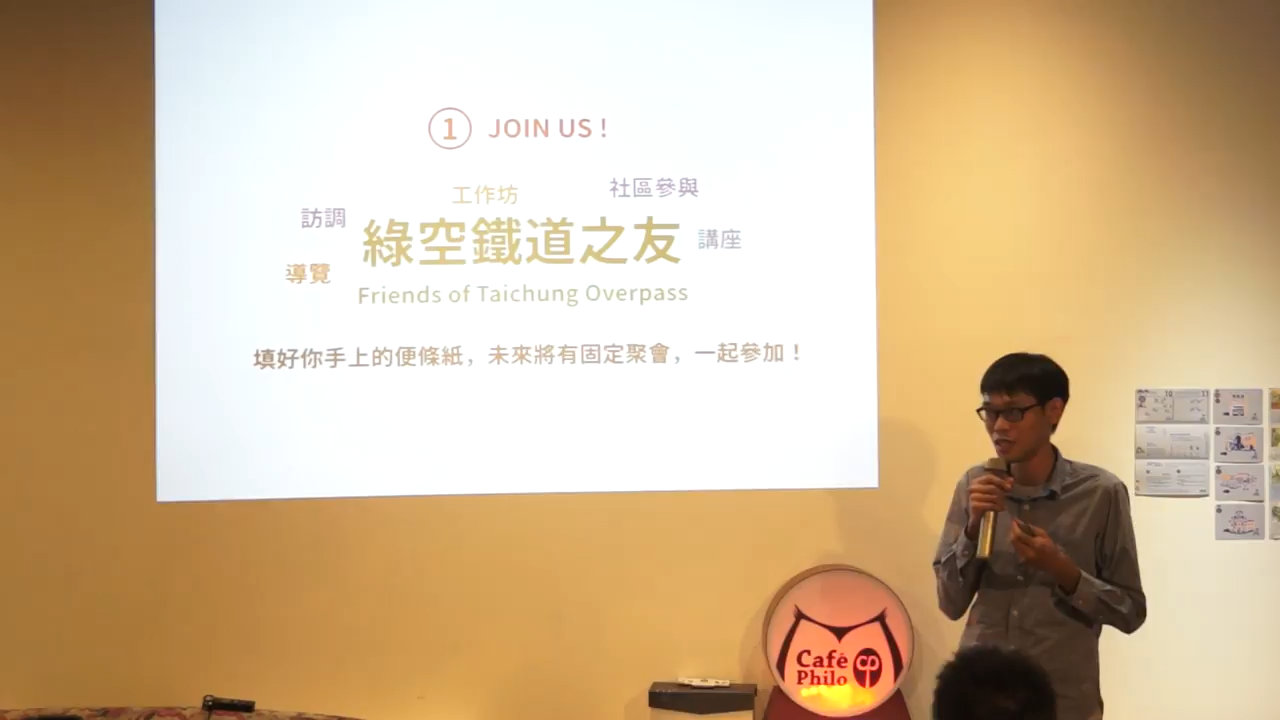 ① JOIN US !
工作坊
社區參與
訪調
綠空鐵道之友
講座
導覽
Friends of Taichung Overpass
填好你手上的便條紙，未來將有固定聚會，一起參加！
Café
Philo